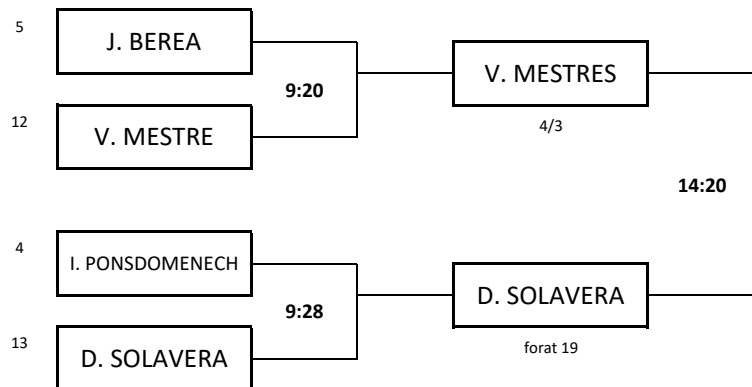 5
J. BEREA
9:20
V. MESTRES
12
V. MESTRE
4/3
14:20
4
I. PONSDOMENECH
9:28
D. SOLAVERA
13
D. SOLAVERA
forat 19